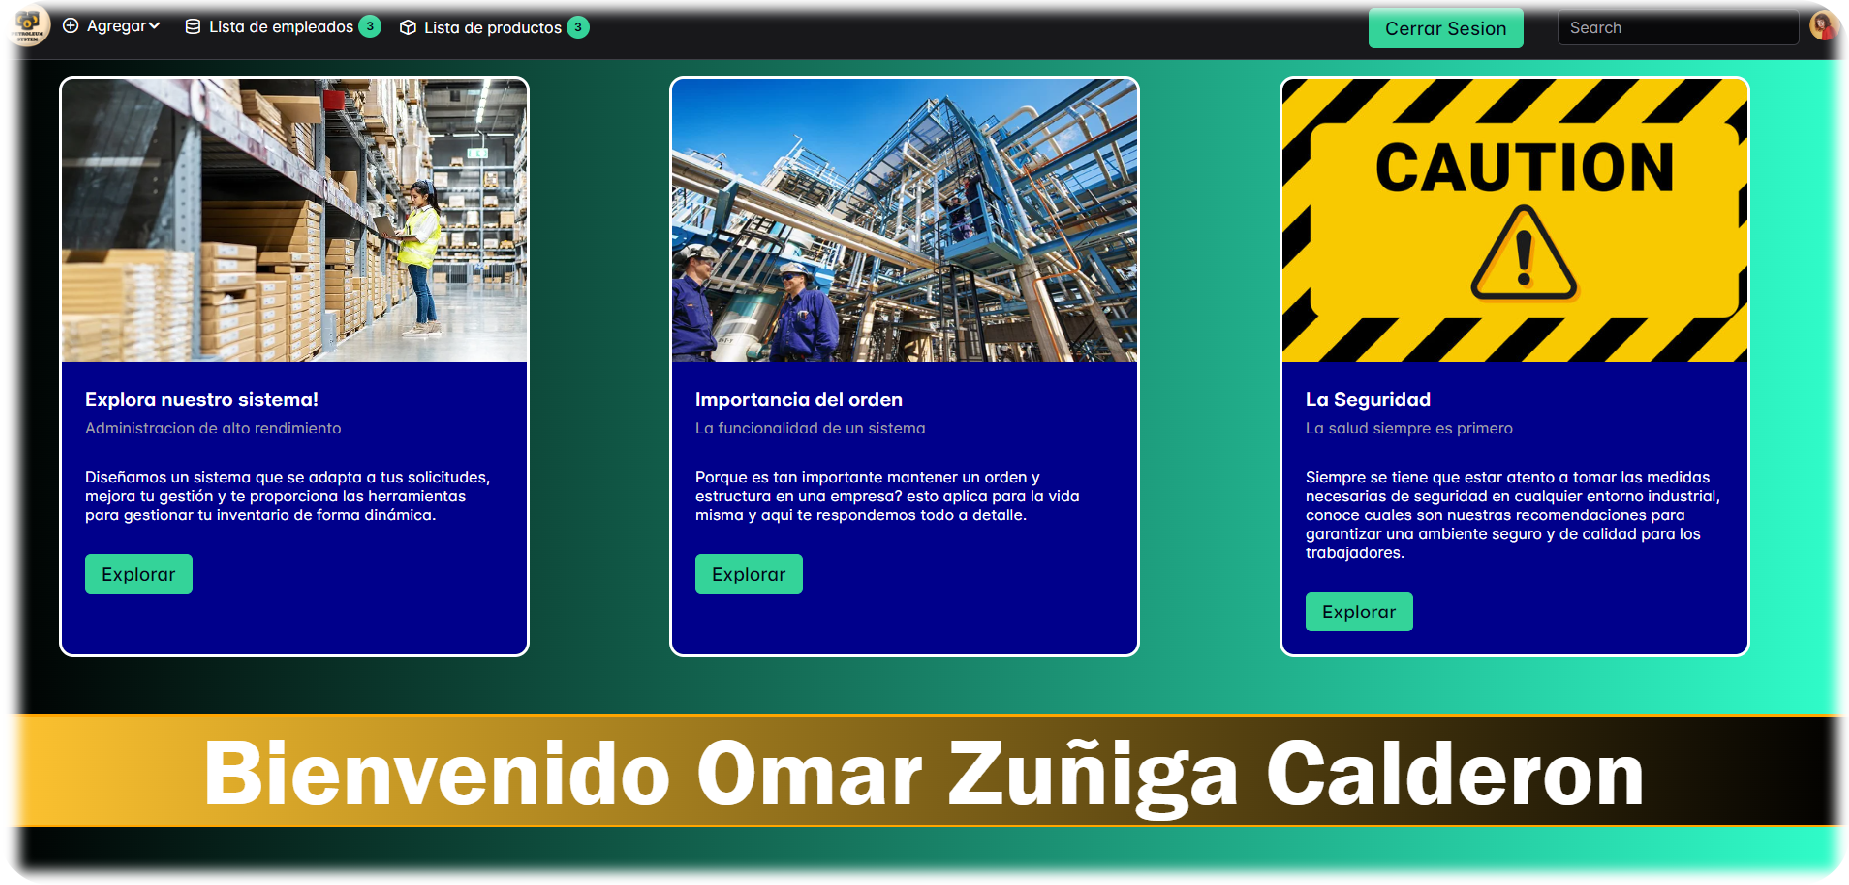 PETROLEUM
SYSTEM
Agregar
Lista de empleados 3
Lista de productos 3
Cerrar Sesion
Search
CAUTION
Explora nuestro sistema!
Administracion de alto rendimiento
Diseñamos un sistema que se adapta a tus solicitudes,
mejora tu gestión y te proporciona las herramientas
para gestionar tu inventario de forma dinámica.
Explorar
Importancia del orden
La funcionalidad de un sistema
Porque es tan importante mantener un orden y
estructura en una empresa? esto aplica para la vida
misma y aqui te respondemos todo a detalle.
Explorar
La Seguridad
La salud siempre es primero
Siempre se tiene que estar atento a tomar las medidas
necesarias de seguridad en cualquier entorno industrial,
conoce cuales son nuestras recomendaciones para
garantizar una ambiente seguro y de calidad para los
trabajadores.
Explorar
Bienvenido Omar Zuñiga Calderon